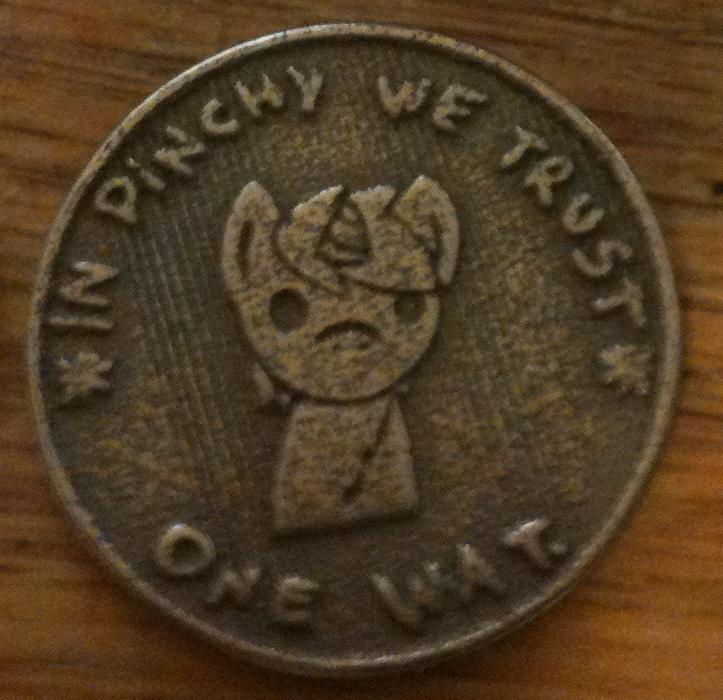 * IN PINCHY WE TRUST *
ONE WAT.